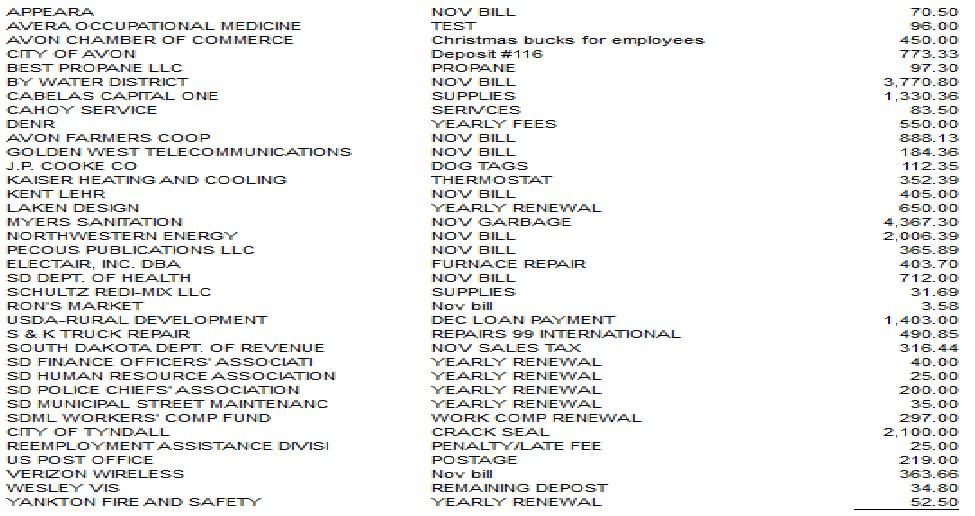 APPEARA NOV BILL 70.50
AVERA OCCUPATIONAL MEDICINE TEST 96.00
AVON CHAMBER OF COMMERCE Christmas bucks for employees 450.00
CITY OF AVON Deposit #116 773.33
BEST PROPANE LLC PROPANE 97.30
BY WATER DISTRICT NOV BILL 3,770.80
CABELAS CAPITAL ONE SUPPLIES 1,330.36
CAHOY SERVICE SERIVCES 83.50
DENR YEARLY FEES 550.00
AVON FARMERS COOP NOV BILL 888.13
GOLDEN WEST TELECOMMUNICATIONS NOV BILL 184.36
J.P. COOKE CO DOG TAGS 112.35
KAISER HEATING AND COOLING THERMOSTAT 352.39
KENT LEHR NOV BILL 405.00
LAKEN DESIGN YEARLY RENEWAL 650.00
MYERS SANITATION NOV GARBAGE 4,367.30
NORTHWESTERN ENERGY NOV BILL 2,006.39
PECOUS PUBLICATIONS LLC NOV BILL 365.89
ELECTAIR, INC. DBA FURNACE REPAIR 403.70
SD DEPT. OF HEALTH NOV BILL 712.00
SCHULTZ REDI-MIX LLC SUPPLIES 31.69
RON'S MARKET Nov bill 3.58
USDA-RURAL DEVELOPMENT DEC LOAN PAYMENT 1,403.00
S & K TRUCK REPAIR REPAIRS 99 INTERNATIONAL 490.85
SOUTH DAKOTA DEPT. OF REVENUE NOV SALES TAX 316.44
SD FINANCE OFFICERS' ASSOCIATI YEARLY RENEWAL 40.00
SD HUMAN RESOURCE ASSOCIATION YEARLY RENEWAL 25.00
SD POLICE CHIEFS' ASSOCIATION YEARLY RENEWAL 200.00
SD MUNICIPAL STREET MAINTENANC YEARLY RENEWAL 35.00
SDML WORKERS' COMP FUND WORK COMP RENEWAL 297.00
CITY OF TYNDALL CRACK SEAL 2,100.00
REEMPLOYMENT ASSISTANCE DIVISI PENALTY/LATE FEE 25.00
US POST OFFICE POSTAGE 219.00
VERIZON WIRELESS Nov bill 363.66
WESLEY VIS REMAINING DEPOST 34.80
YANKTON FIRE AND SAFETY YEARLY RENEWAL 52.50